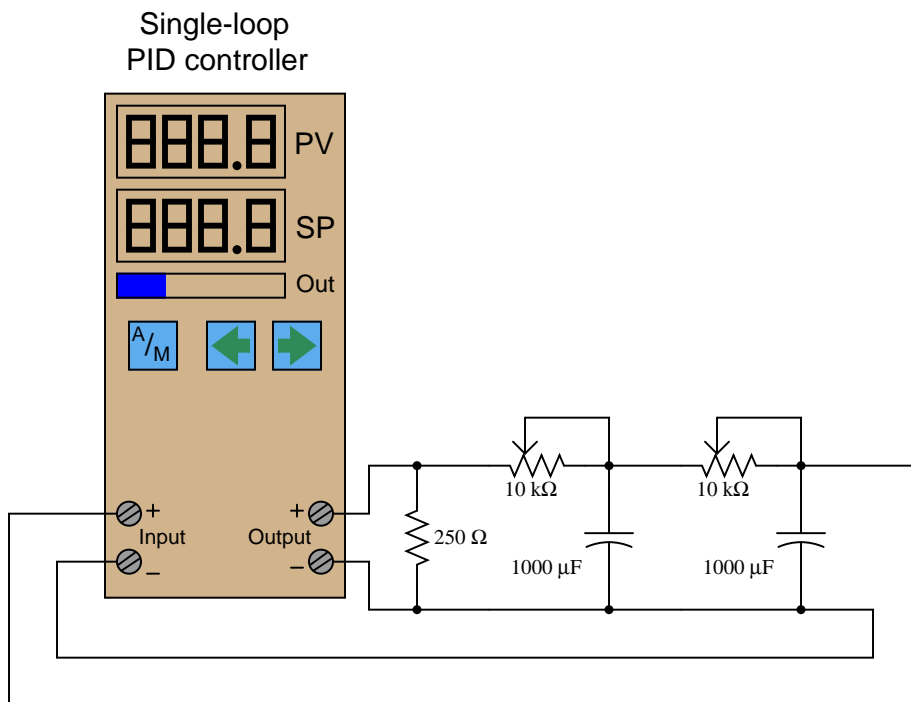 Single-loop
PID controller
888.8 PV
888.8 SP
Out
A/M
10 kΩ 10 kΩ
+ +
Input Output 250 Ω
− −
1000 µF 1000 µF